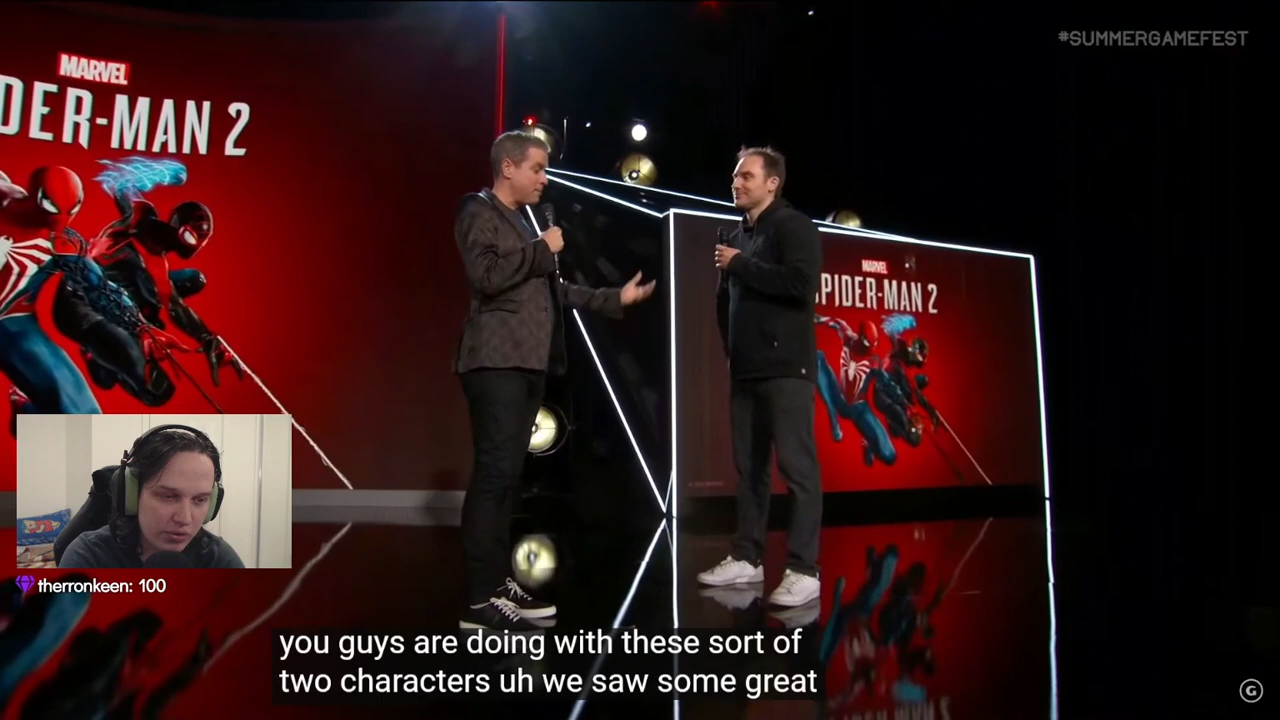 #SUMMERGAMEFEST
MARVEL
DER-MAN 2
MARVEL
SPIDER-MAN 2
therronkeen: 100
you guys are doing with these sort of
two characters uh we saw some great
G